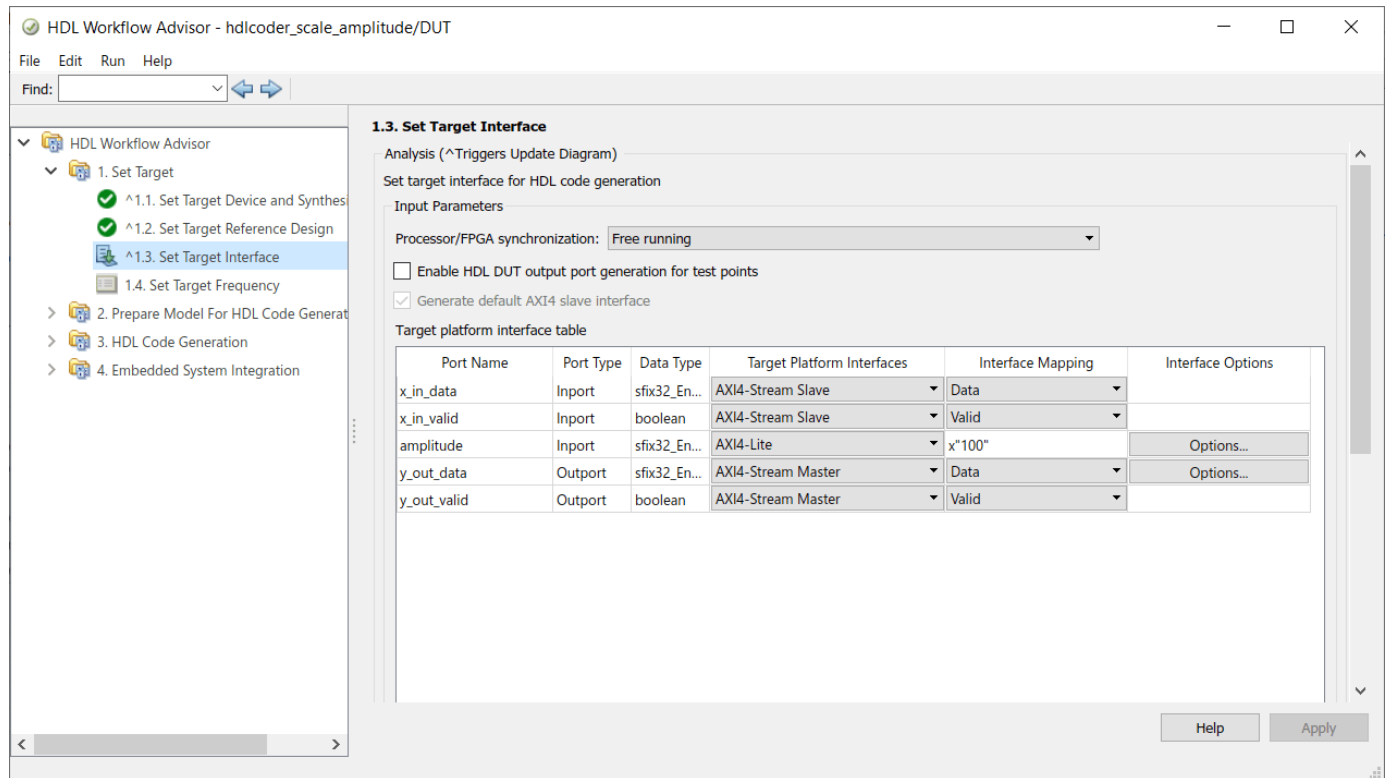 HDL Workflow Advisor - hdlcoder_scale_amplitude/DUT
File Edit Run Help
Find:
HDL Workflow Advisor
1. Set Target
^1.1. Set Target Device and Synthesi
^1.2. Set Target Reference Design
^1.3. Set Target Interface
1.4. Set Target Frequency
2. Prepare Model For HDL Code Generat
3. HDL Code Generation
4. Embedded System Integration
1.3. Set Target Interface
Analysis (^Triggers Update Diagram)
Set target interface for HDL code generation
Input Parameters
Processor/FPGA synchronization: Free running
Enable HDL DUT output port generation for test points
Generate default AXI4 slave interface
Target platform interface table
Port Name Port Type Data Type Target Platform Interfaces Interface Mapping Interface Options
x_in_data Inport sfix32_En... AXI4-Stream Slave Data
x_in_valid Inport boolean AXI4-Stream Slave Valid
amplitude Inport sfix32_En... AXI4-Lite x"100" Options...
y_out_data Outport sfix32_En... AXI4-Stream Master Data Options...
y_out_valid Outport boolean AXI4-Stream Master Valid
Help Apply